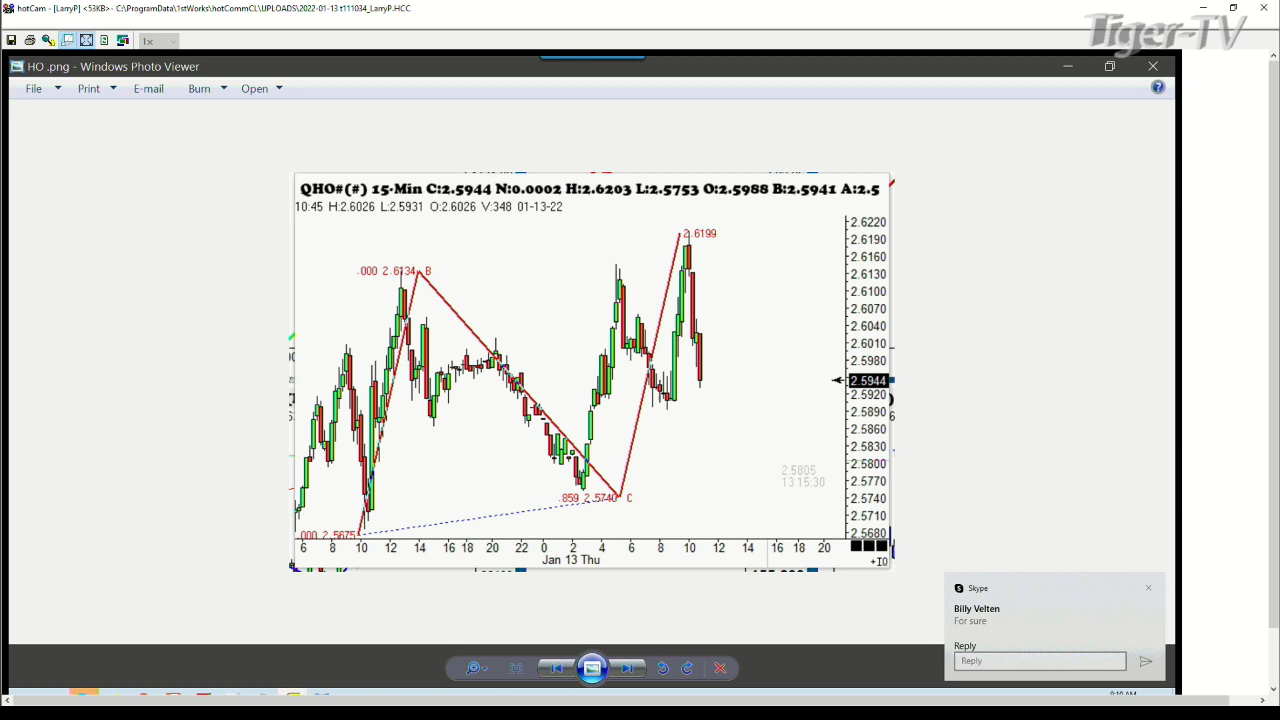 hotCam - [LarryP] <53KB>- C:\ProgramData\1stWorks\hotCommCL\UPLOADS\2022-01-13 t111034_LarryP.HCC
1x
Tiger-TV
HO .png - Windows Photo Viewer
File Print E-mail Burn Open
QHO#(#) 15-Min C:2.5944 N:0.0002 H:2.6203 L:2.5753 O:2.5988 B:2.5941 A:2.5
10:45 H:2.6026 L:2.5931 O:2.6026 V:348 01-13-22
2.6220
2.6199
2.6190
2.6160
.000 2.6134 B
2.6130
2.6100
2.6070
2.6040
2.6010
2.5980
2.5944
2.5920
2.5890
2.5860
2.5830
2.5800
2.5805
13 15:30
2.5770
.859 2.5740 C
2.5740
2.5710
.000 2.5675
2.5680
6 8 10 12 14 16 18 20 22 0 2 4 6 8 10 12 14 16 18 20
Jan 13 Thu
+IQ
Skype
Billy Velten
For sure
Reply
Reply